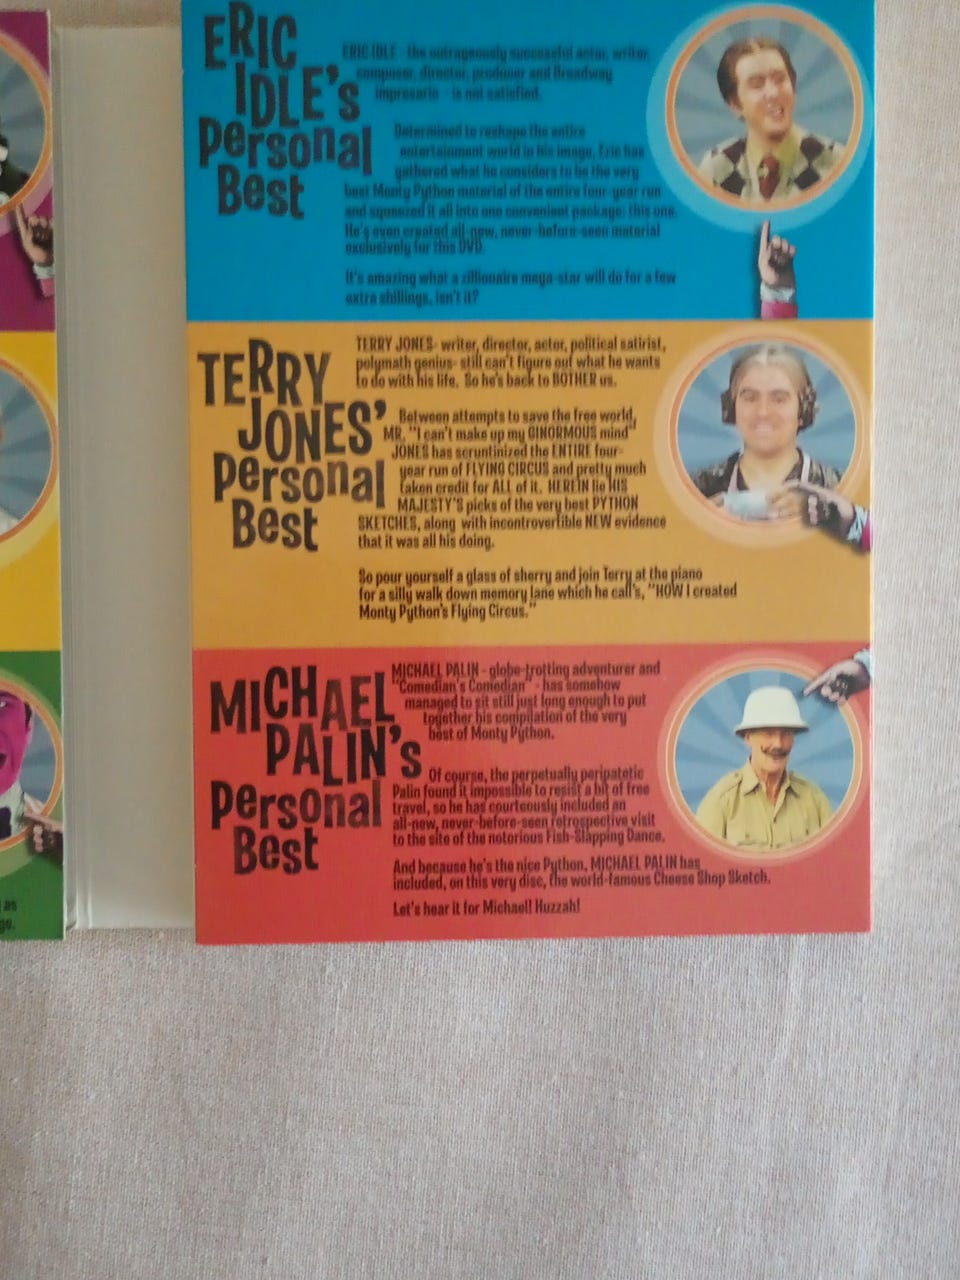 ERIC
IDLE's
Personal
Best
ERIC IDLE - the outrageously successful actor, writer,
composer, director, producer and Broadway
impresario - is not satisfied.
Determined to reshape the entire
entertainment world in his image, Eric has
gathered what he considers to be the very
best Monty Python material of the entire four-year run
and squeezed it all into one convenient package: this one.
He's even created all-new, never-before-seen material
exclusively for this DVD.
It's amazing what a zillionaire mega-star will do for a few
extra shillings, isn't it?
TERRY
JONES'
Personal
Best
TERRY JONES- writer, director, actor, political satirist,
polymath genius- still can't figure out what he wants
to do with his life. So he's back to BOTHER us.
Between attempts to save the free world,
MR. "I can't make up my GINORMOUS mind"
JONES has scruntinized the ENTIRE four-
year run of FLYING CIRCUS and pretty much
taken credit for ALL of it. HEREIN lie HIS
MAJESTY'S picks of the very best PYTHON
SKETCHES, along with incontrovertible NEW evidence
that it was all his doing.
So pour yourself a glass of sherry and join Terry at the piano
for a silly walk down memory lane which he call's, "HOW I created
Monty Python's Flying Circus."
MICHAEL
PALIN's
Personal
Best
MICHAEL PALIN - globe-trotting adventurer and
"Comedian's Comedian" - has somehow
managed to sit still just long enough to put
together his compilation of the very
best of Monty Python.
Of course, the perpetually peripatetic
Palin found it impossible to resist a bit of free
travel, so he has courteously included an
all-new, never-before-seen retrospective visit
to the site of the notorious Fish-Slapping Dance.
And because he's the nice Python, MICHAEL PALIN has
included, on this very disc, the world-famous Cheese Shop Sketch.
Let's hear it for Michael! Huzzah!
as